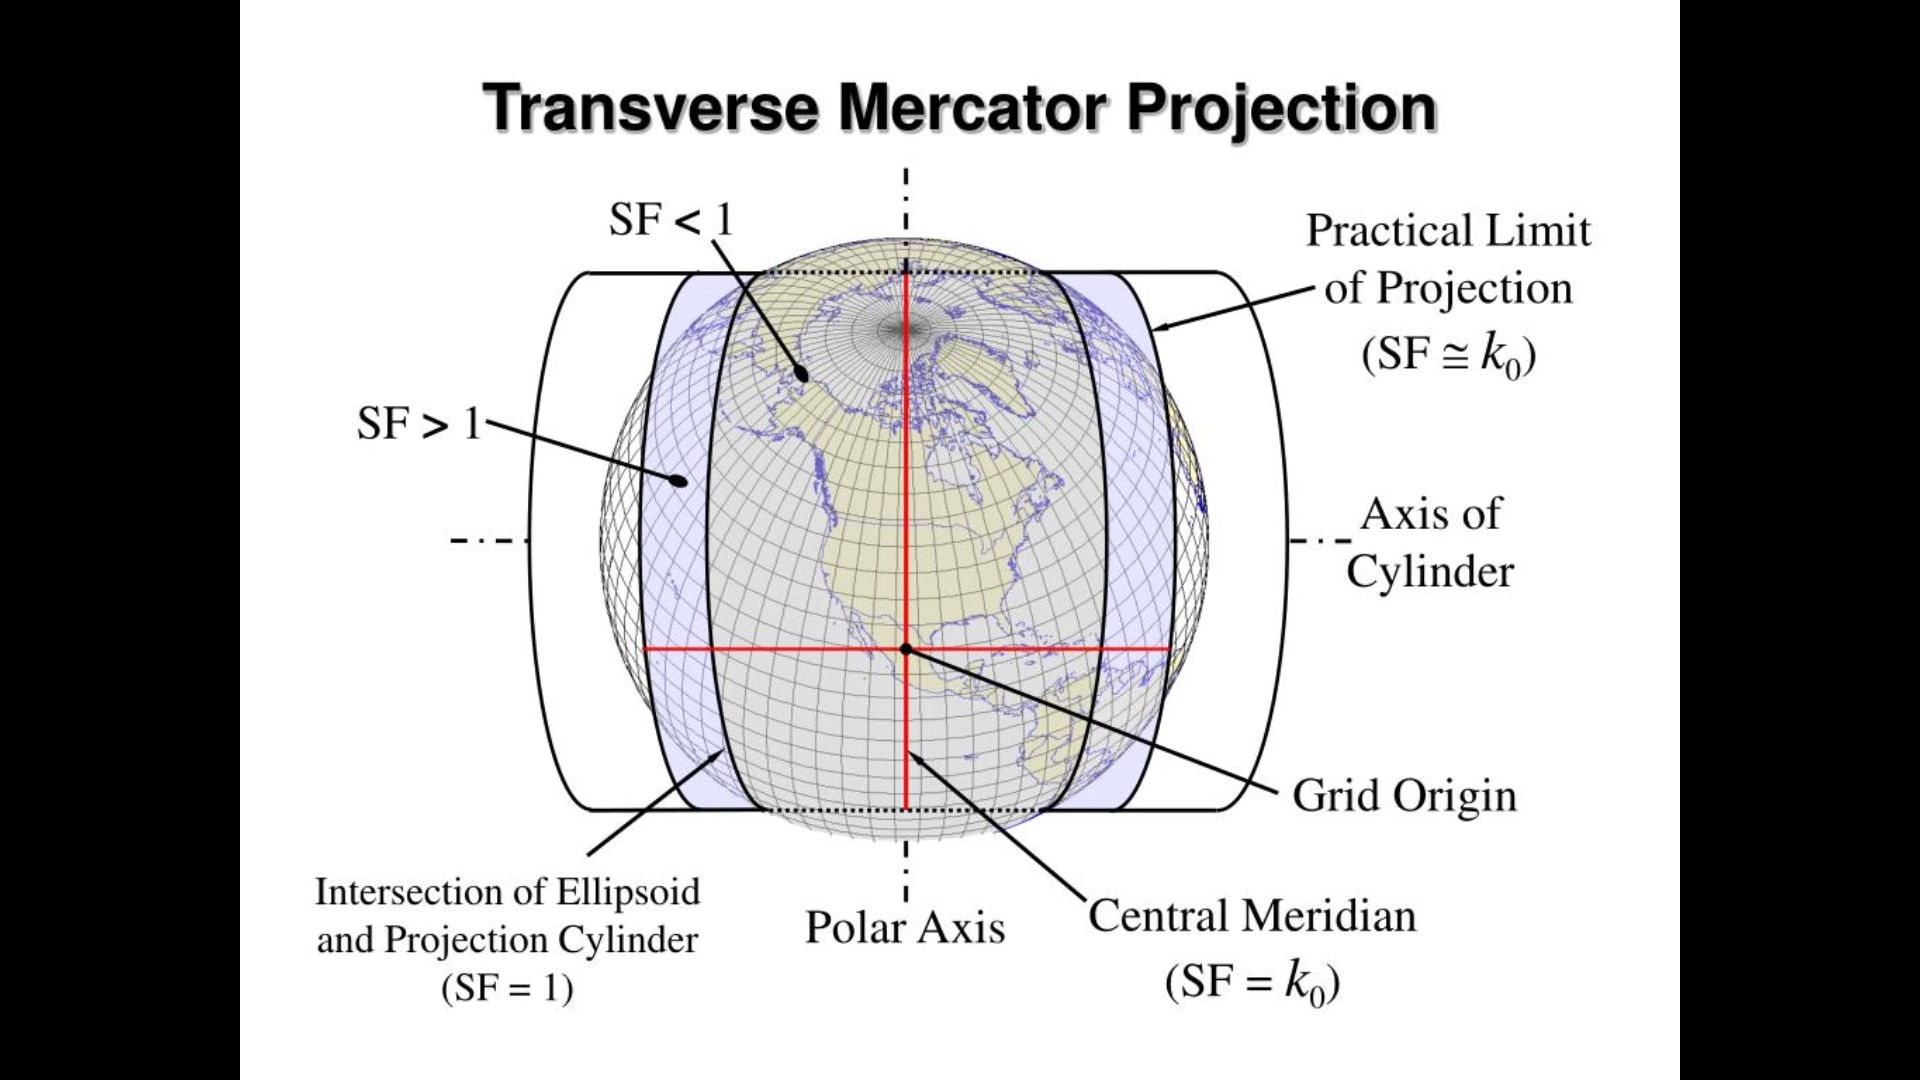 Transverse Mercator Projection
SF < 1
Practical Limit
of Projection
(SF ≅ k₀)
SF > 1
Axis of
Cylinder
Grid Origin
Intersection of Ellipsoid
and Projection Cylinder
(SF = 1)
Polar Axis
Central Meridian
(SF = k₀)